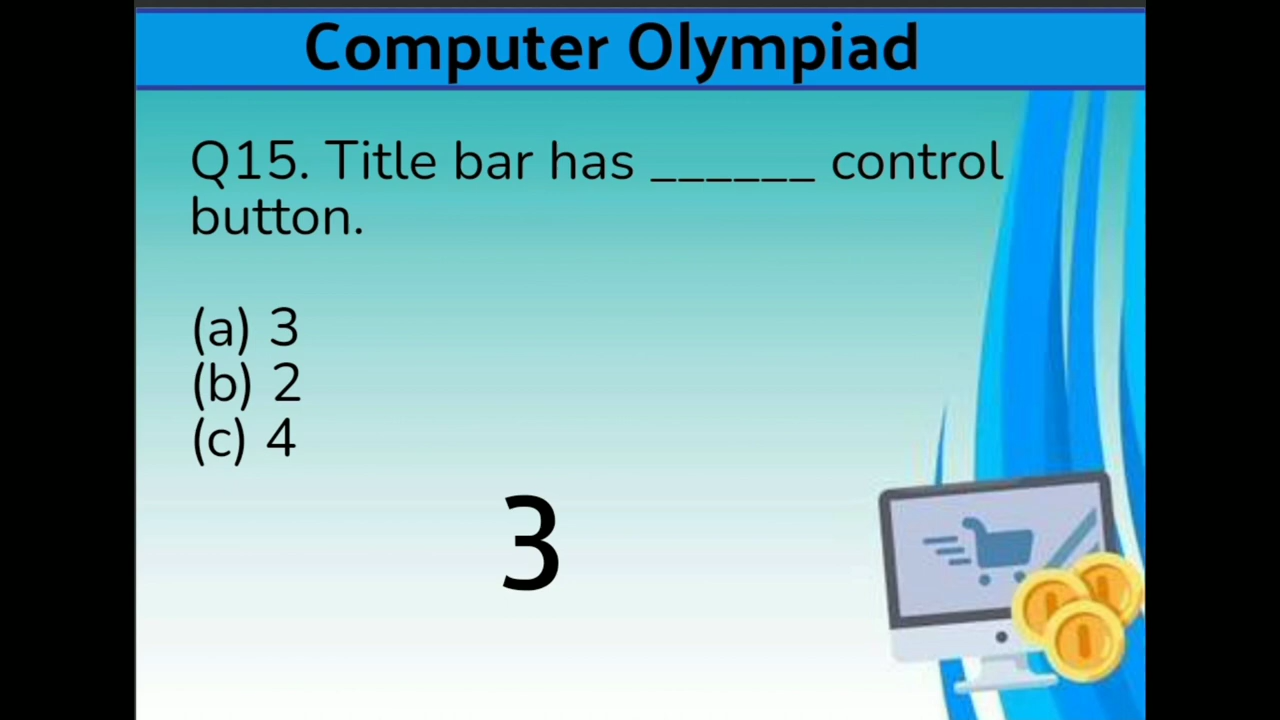 Computer Olympiad
Q15. Title bar has ______ control
button.
(a) 3
(b) 2
(c) 4
3